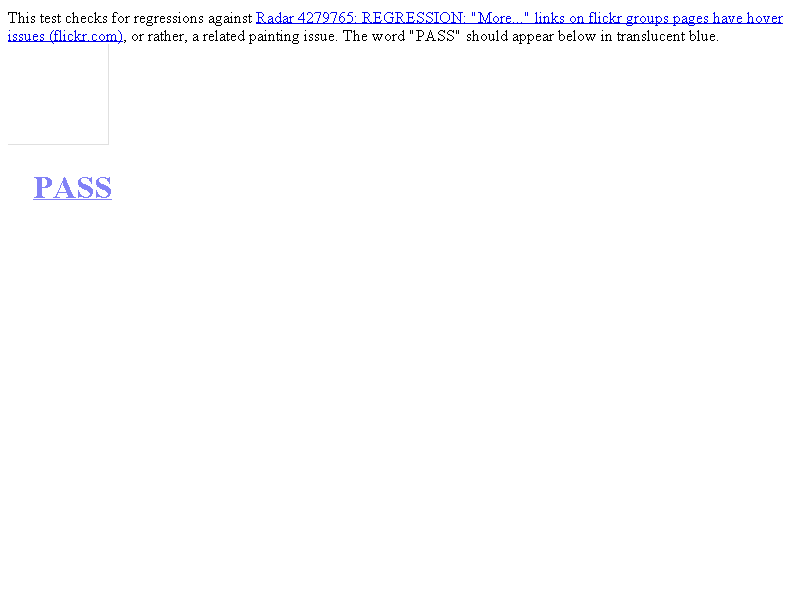 This test checks for regressions against Radar 4279765: REGRESSION: "More..." links on flickr groups pages have hover
issues (flickr.com), or rather, a related painting issue. The word "PASS" should appear below in translucent blue.
PASS